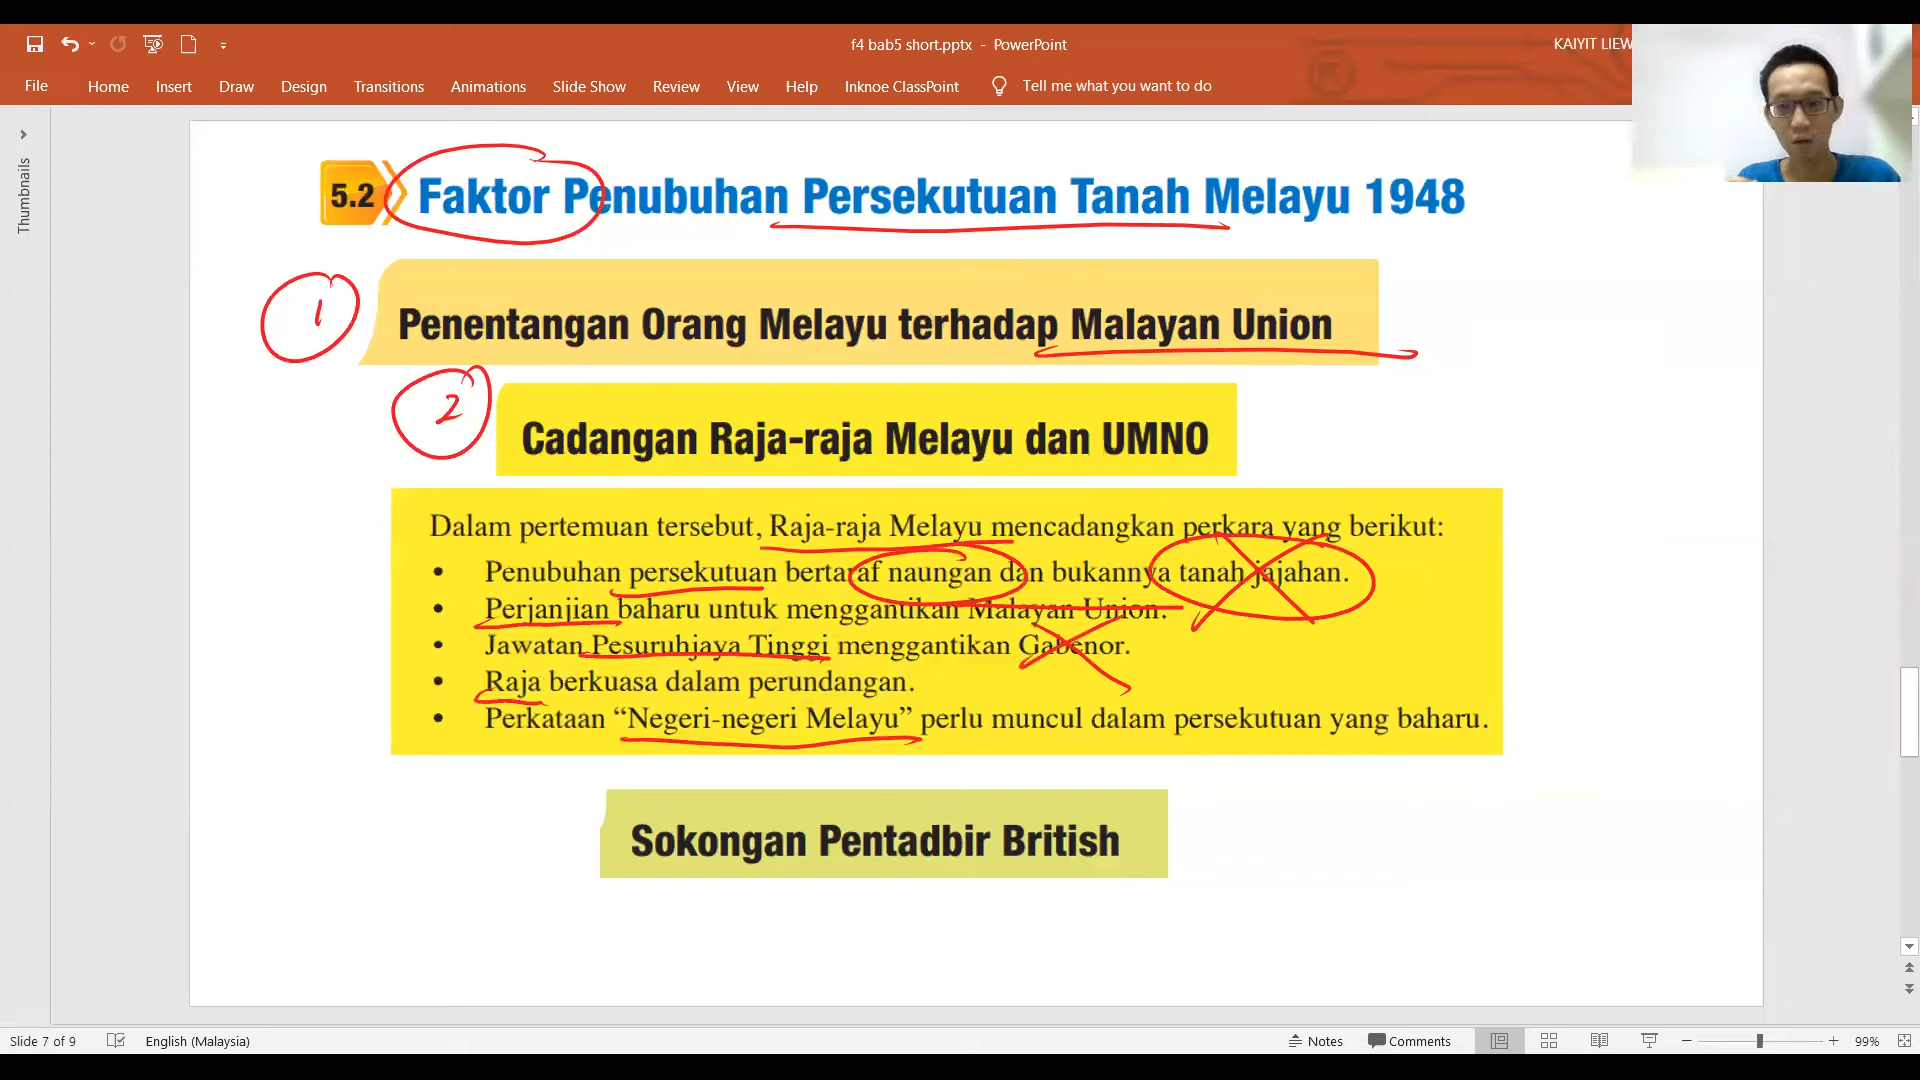 f4 bab5 short.pptx - PowerPoint
KAIYIT LIEW
File
Home
Insert
Draw
Design
Transitions
Animations
Slide Show
Review
View
Help
Inknoe ClassPoint
Tell me what you want to do
Thumbnails
5.2 Faktor Penubuhan Persekutuan Tanah Melayu 1948
1
Penentangan Orang Melayu terhadap Malayan Union
2
Cadangan Raja-raja Melayu dan UMNO
Dalam pertemuan tersebut, Raja-raja Melayu mencadangkan perkara yang berikut:
• Penubuhan persekutuan bertaraf naungan dan bukannya tanah jajahan.
• Perjanjian baharu untuk menggantikan Malayan Union.
• Jawatan Pesuruhjaya Tinggi menggantikan Gabenor.
• Raja berkuasa dalam perundangan.
• Perkataan “Negeri-negeri Melayu” perlu muncul dalam persekutuan yang baharu.
Sokongan Pentadbir British
Slide 7 of 9
English (Malaysia)
Notes
Comments
99%